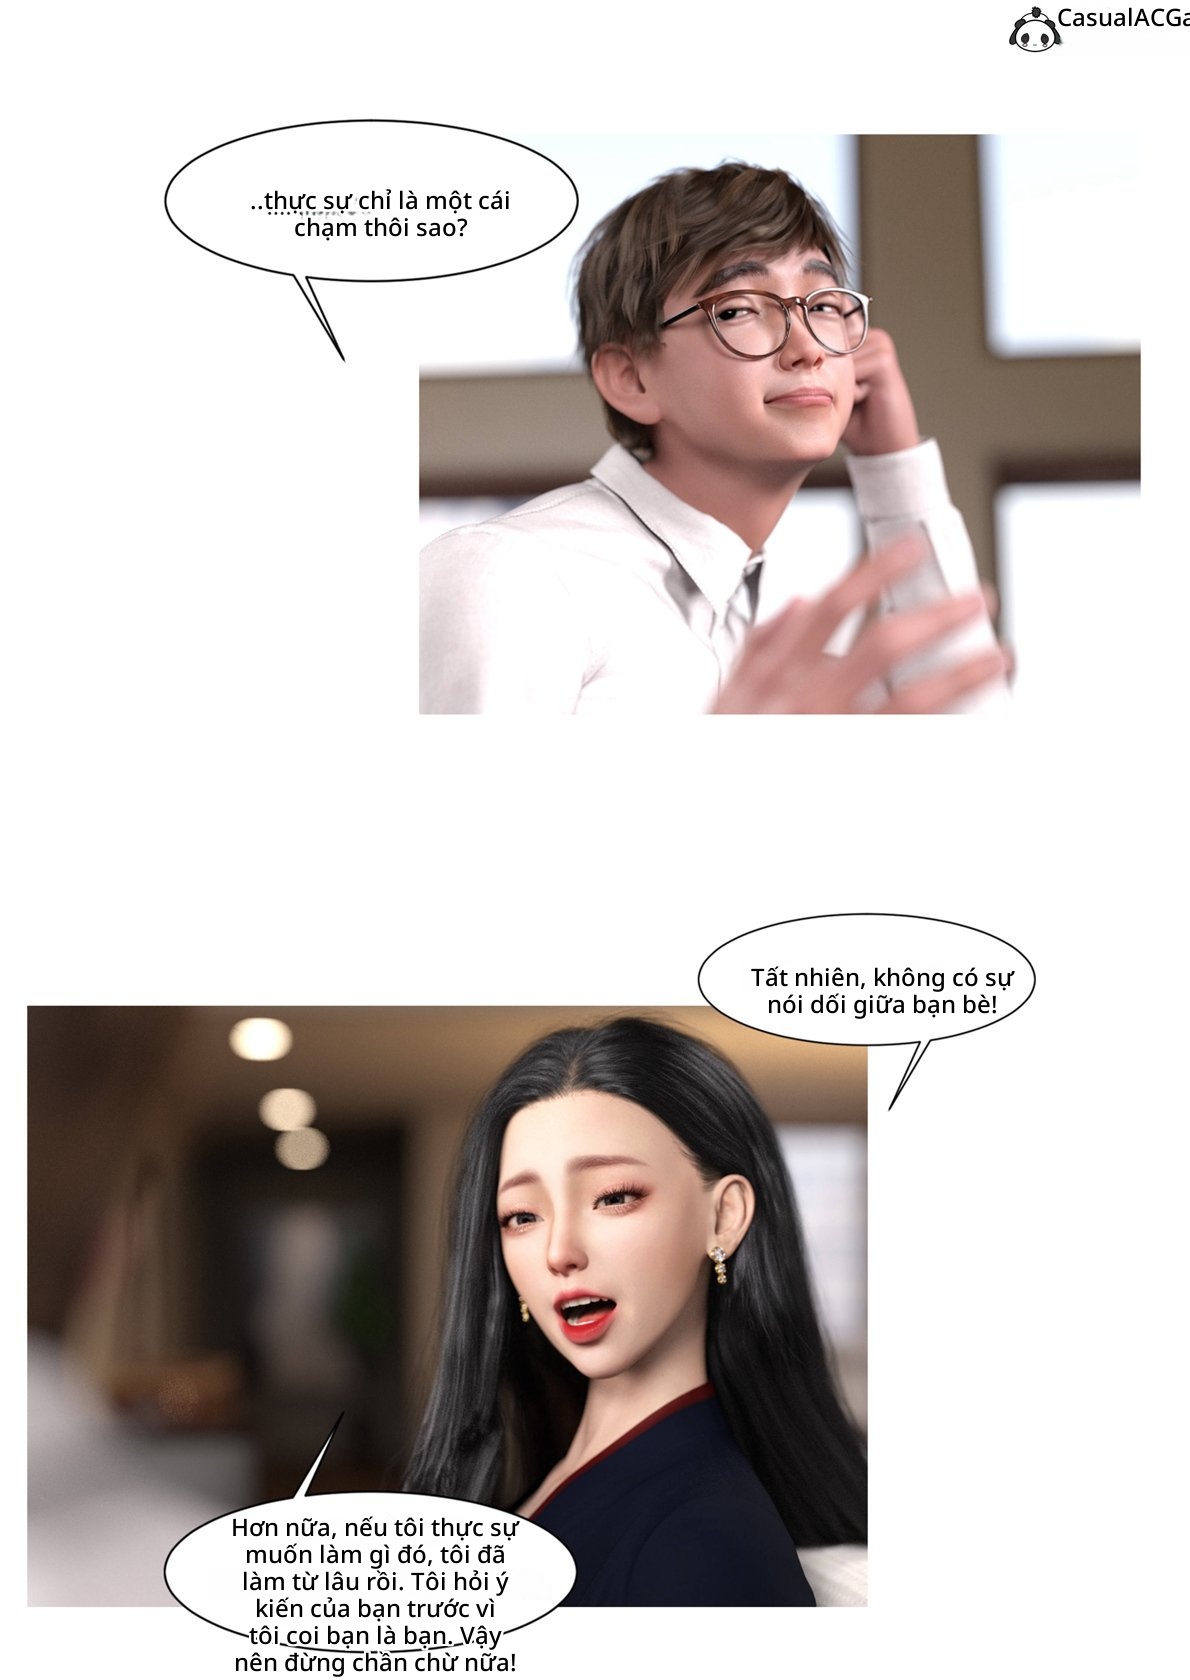 CasualACGa
..thực sự chỉ là một cái
chạm thôi sao?
Tất nhiên, không có sự
nói dối giữa bạn bè!
Hơn nữa, nếu tôi thực sự
muốn làm gì đó, tôi đã
làm từ lâu rồi. Tôi hỏi ý
kiến của bạn trước vì
tôi coi bạn là bạn. Vậy
nên đừng chần chừ nữa!